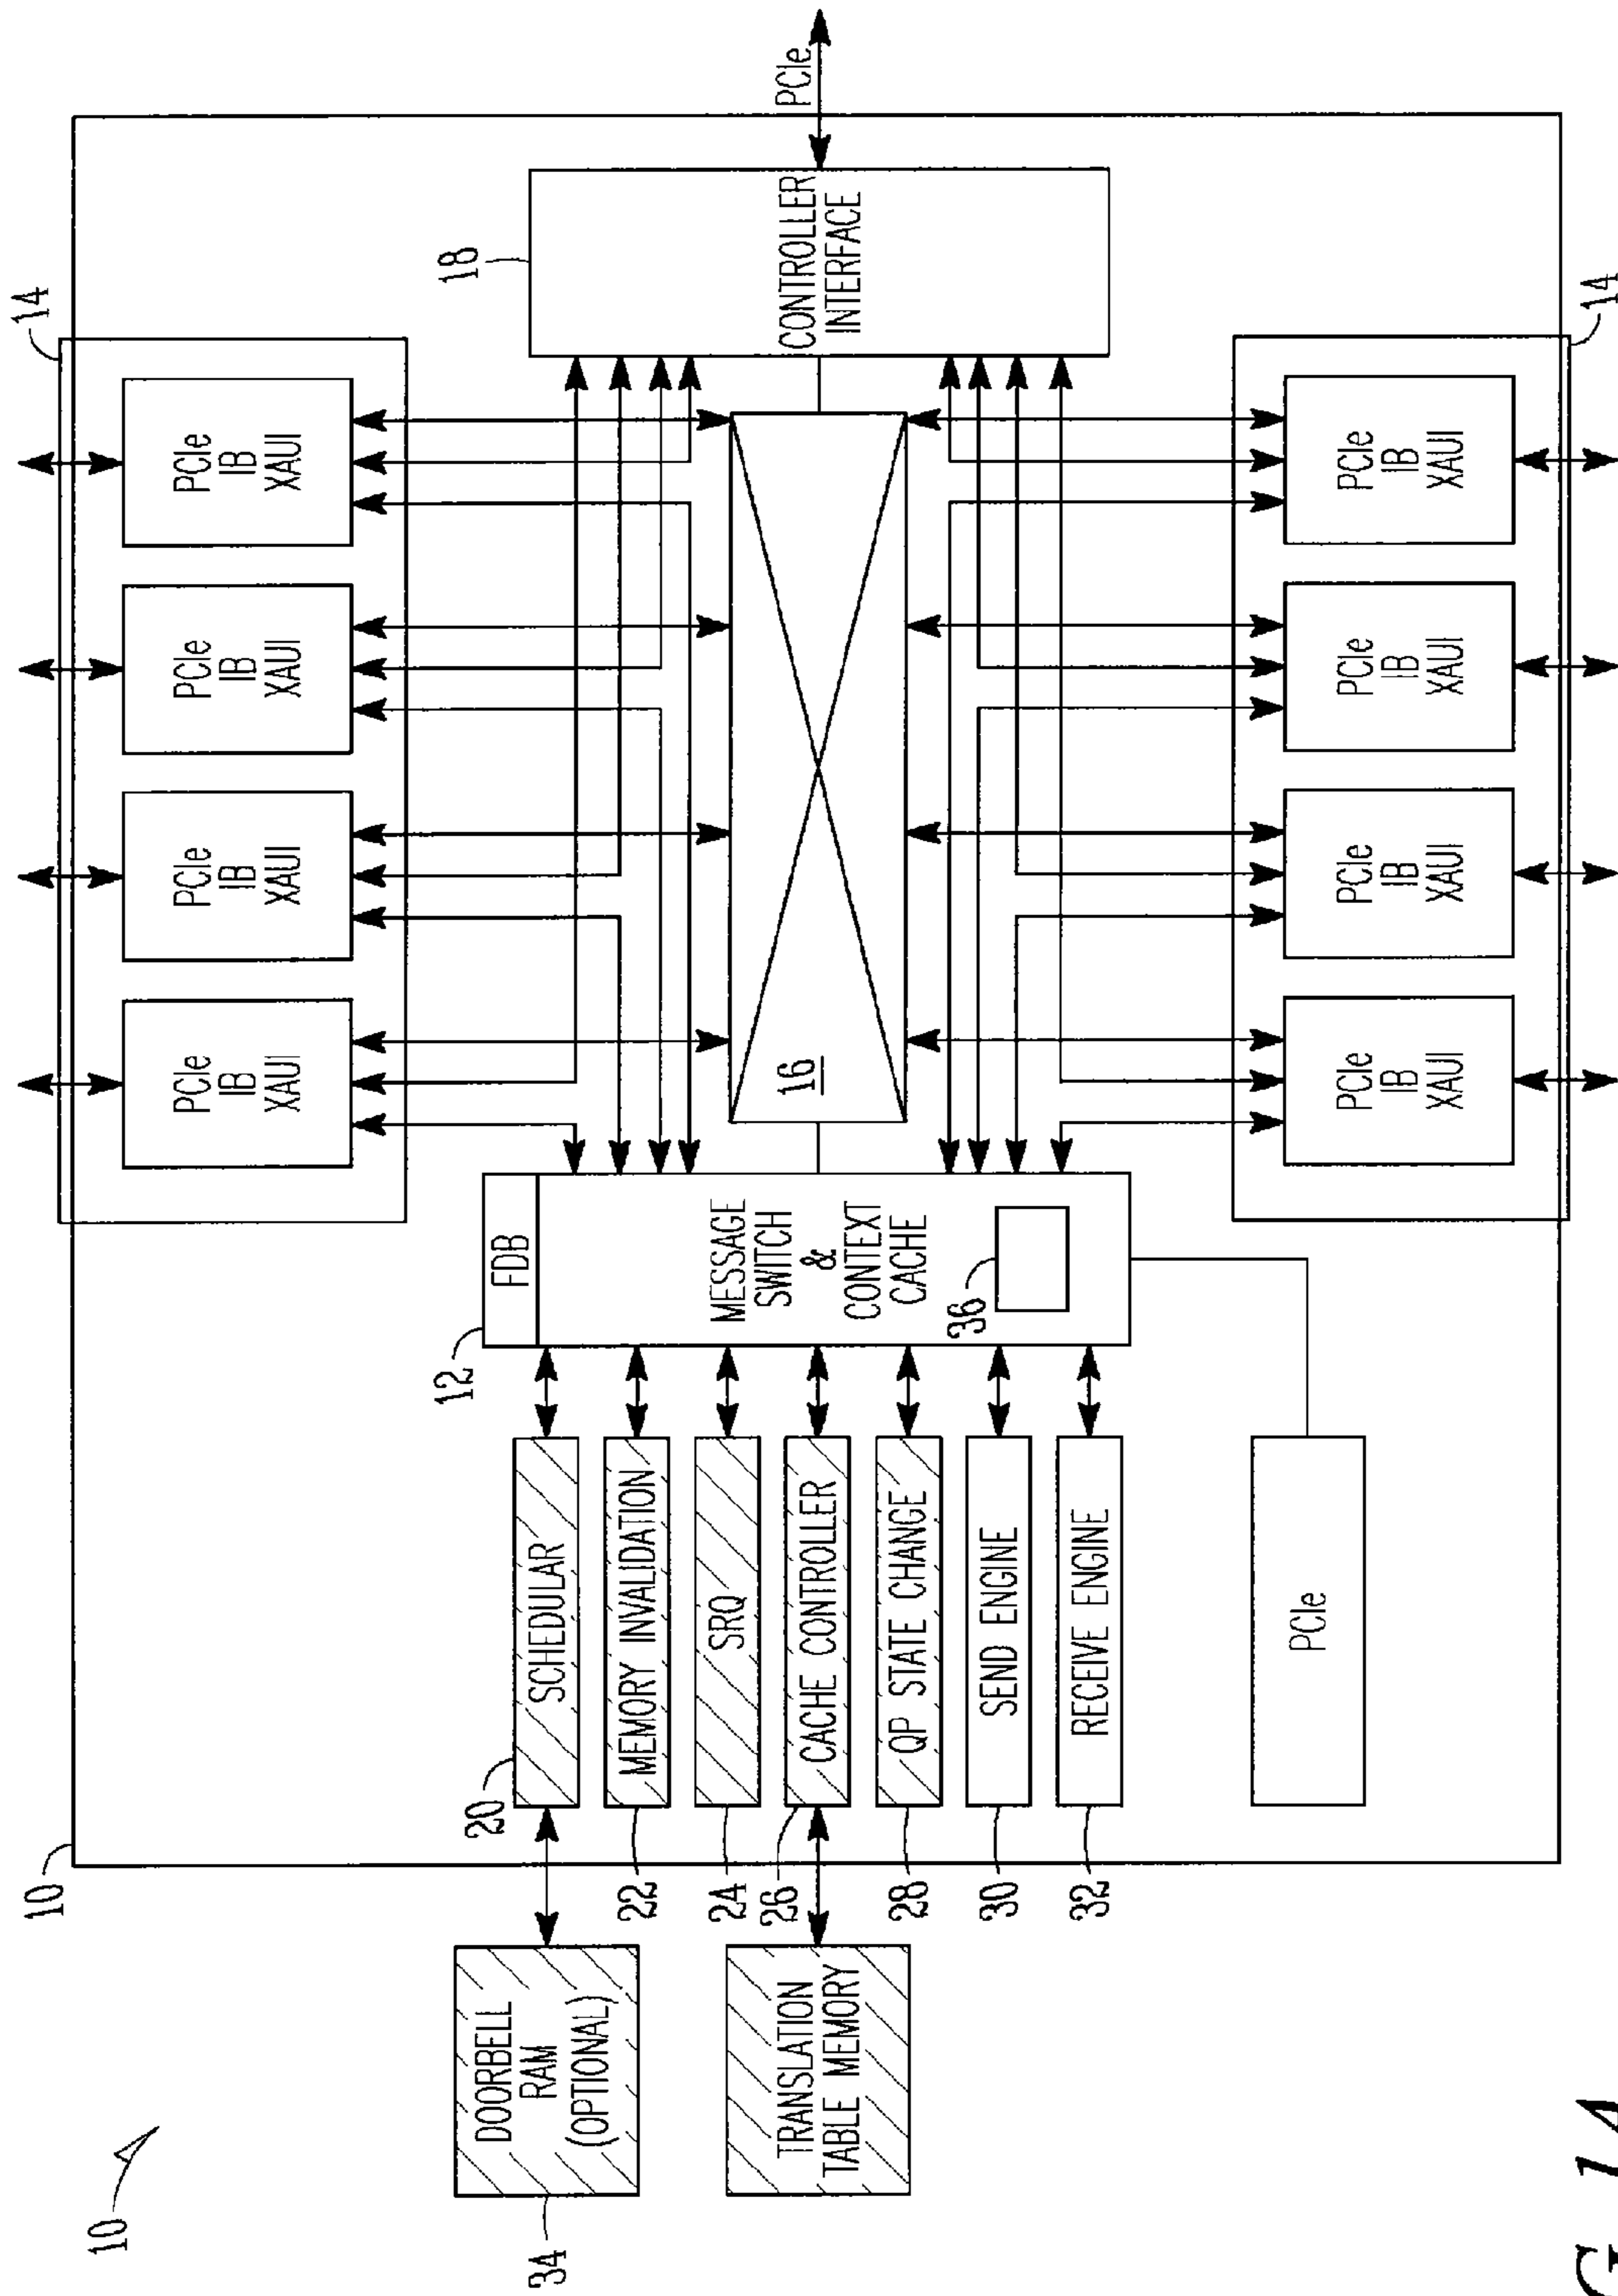 10
10
14
PCIe
IB
XAUI
PCIe
IB
XAUI
PCIe
IB
XAUI
PCIe
IB
XAUI
34
DOORBELL
RAM
(OPTIONAL)
TRANSLATION
TABLE MEMORY
20
SCHEDULAR
22
MEMORY INVALIDATION
24
SRQ
26
CACHE CONTROLLER
28
QP STATE CHANGE
30
SEND ENGINE
32
RECEIVE ENGINE
PCIe
12
FDB
MESSAGE
SWITCH
&
CONTEXT
CACHE
36
16
18
CONTROLLER
INTERFACE
PCIe
PCIe
IB
XAUI
PCIe
IB
XAUI
PCIe
IB
XAUI
PCIe
IB
XAUI
14